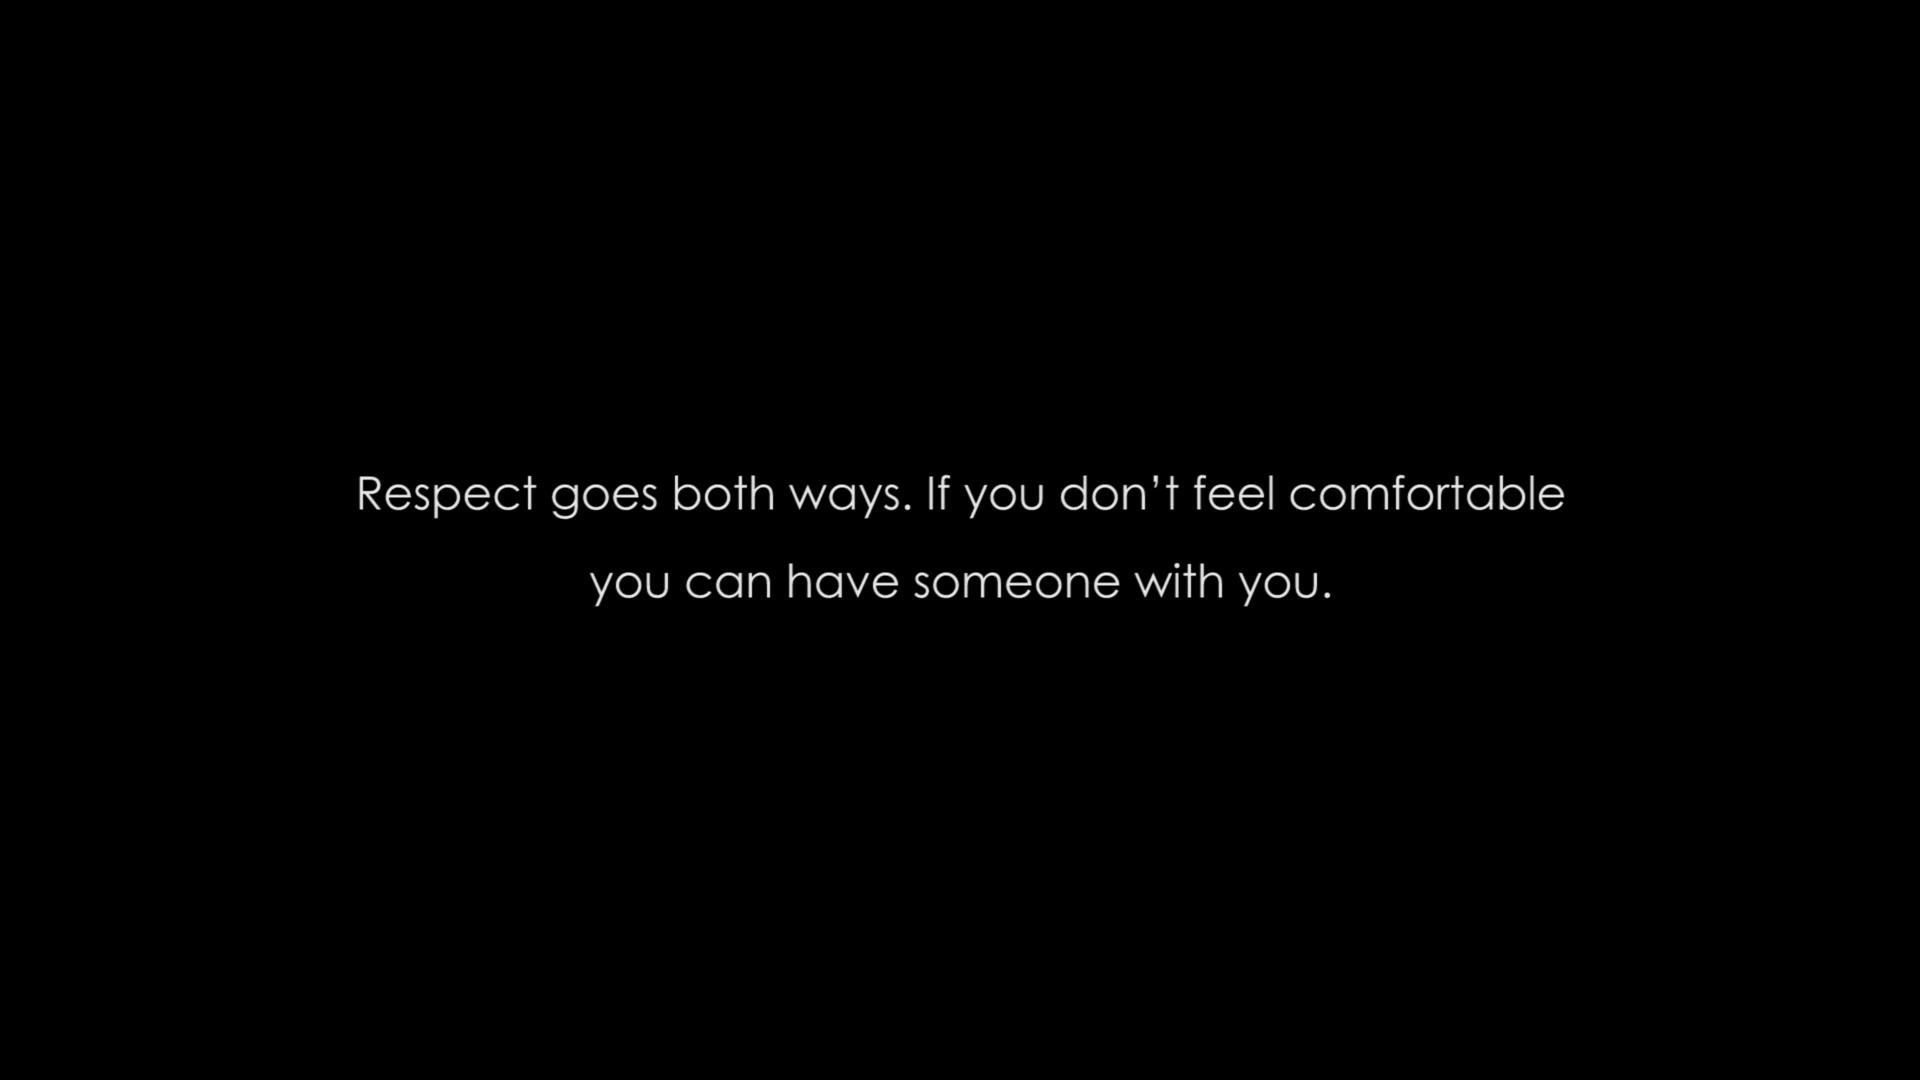 Respect goes both ways. If you don’t feel comfortable
you can have someone with you.